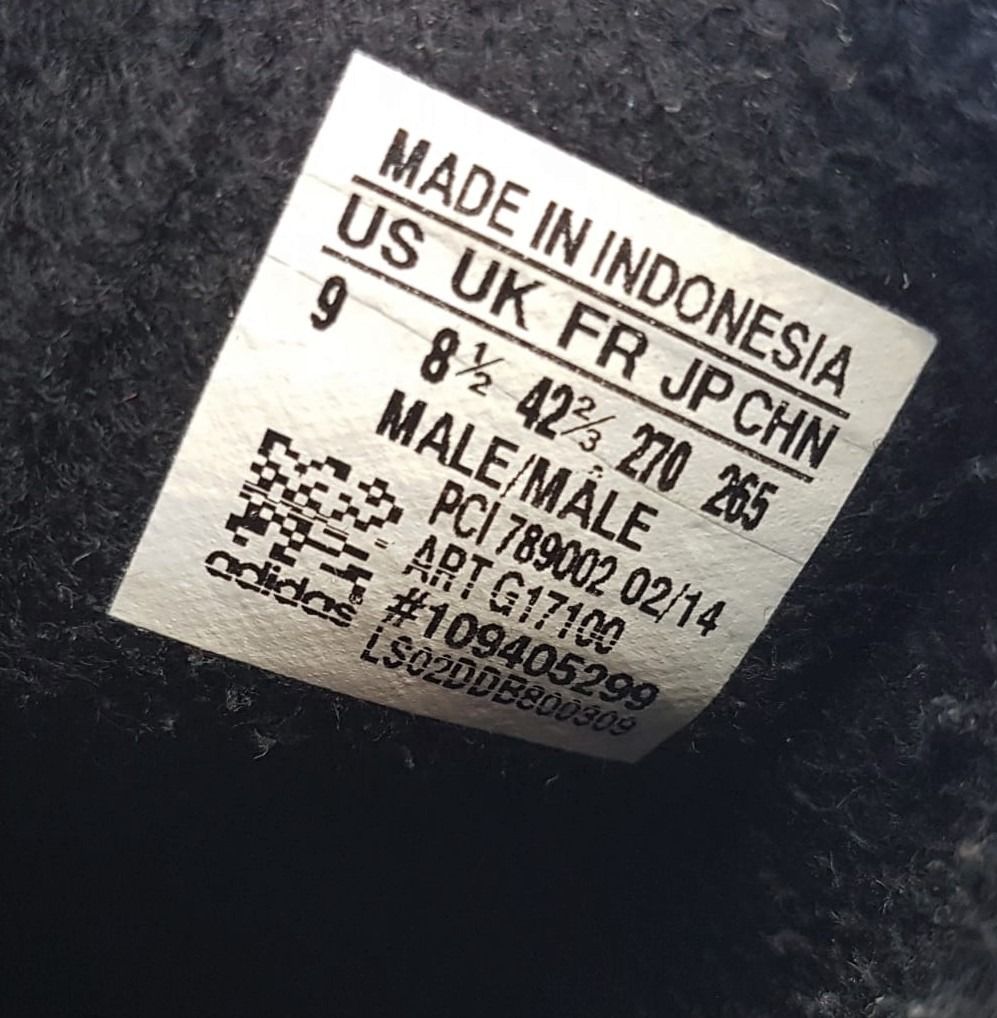 MADE IN INDONESIA
US UK FR JP CHN
9 8½ 42⅔ 270 265
MALE/MÂLE
PCI 789002 02/14
ART G17100
#109405299
LS02DDB800309
adidas